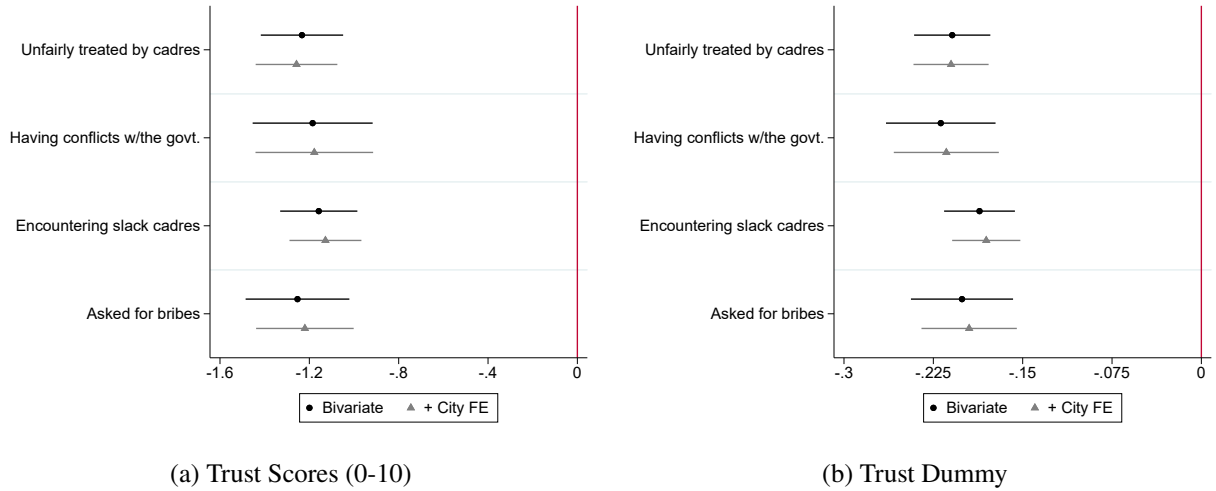 Unfairly treated by cadres
Having conflicts w/the govt.
Encountering slack cadres
Asked for bribes
-1.6 -1.2 -.8 -.4 0
Bivariate + City FE
(a) Trust Scores (0-10)
Unfairly treated by cadres
Having conflicts w/the govt.
Encountering slack cadres
Asked for bribes
-.3 -.225 -.15 -.075 0
Bivariate + City FE
(b) Trust Dummy